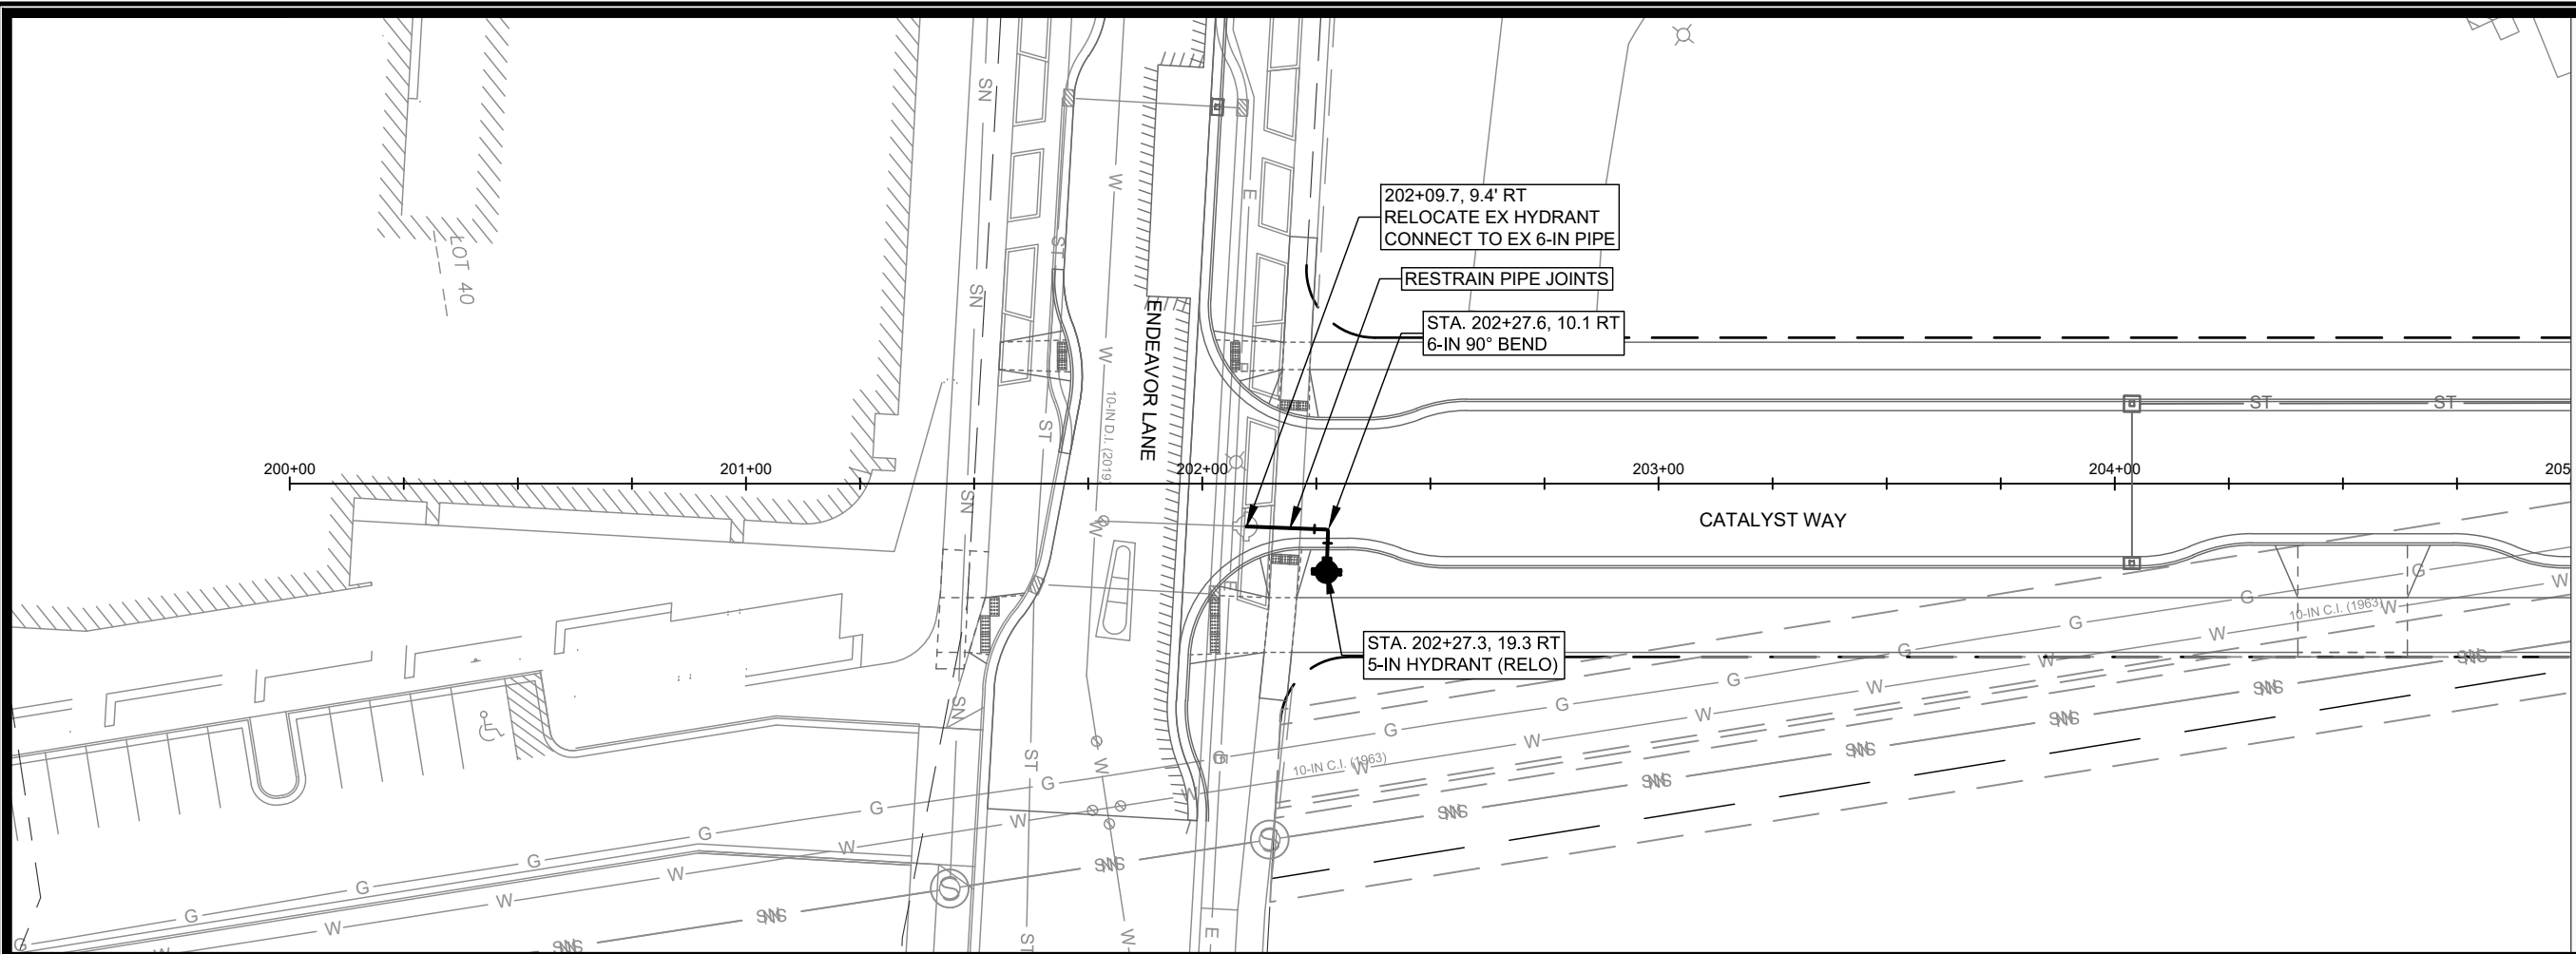 202+09.7, 9.4' RT
RELOCATE EX HYDRANT
CONNECT TO EX 6-IN PIPE
RESTRAIN PIPE JOINTS
STA. 202+27.6, 10.1 RT
6-IN 90° BEND
LOT 40
SN
SN
SN
SN
ST
ST
ST
ST
W
W
W
W
W
10-IN D.I. (2019)
ENDEAVOR LANE
E
E
E
200+00
201+00
202+00
203+00
204+00
205
ST
ST
CATALYST WAY
STA. 202+27.3, 19.3 RT
5-IN HYDRANT (RELO)
10-IN C.I. (1963)
10-IN C.I. (1963)
G
G
G
G
G
G
G
G
G
G
G
G
G
W
W
W
W
W
W
W
W
W
W
W
W
W
S
S